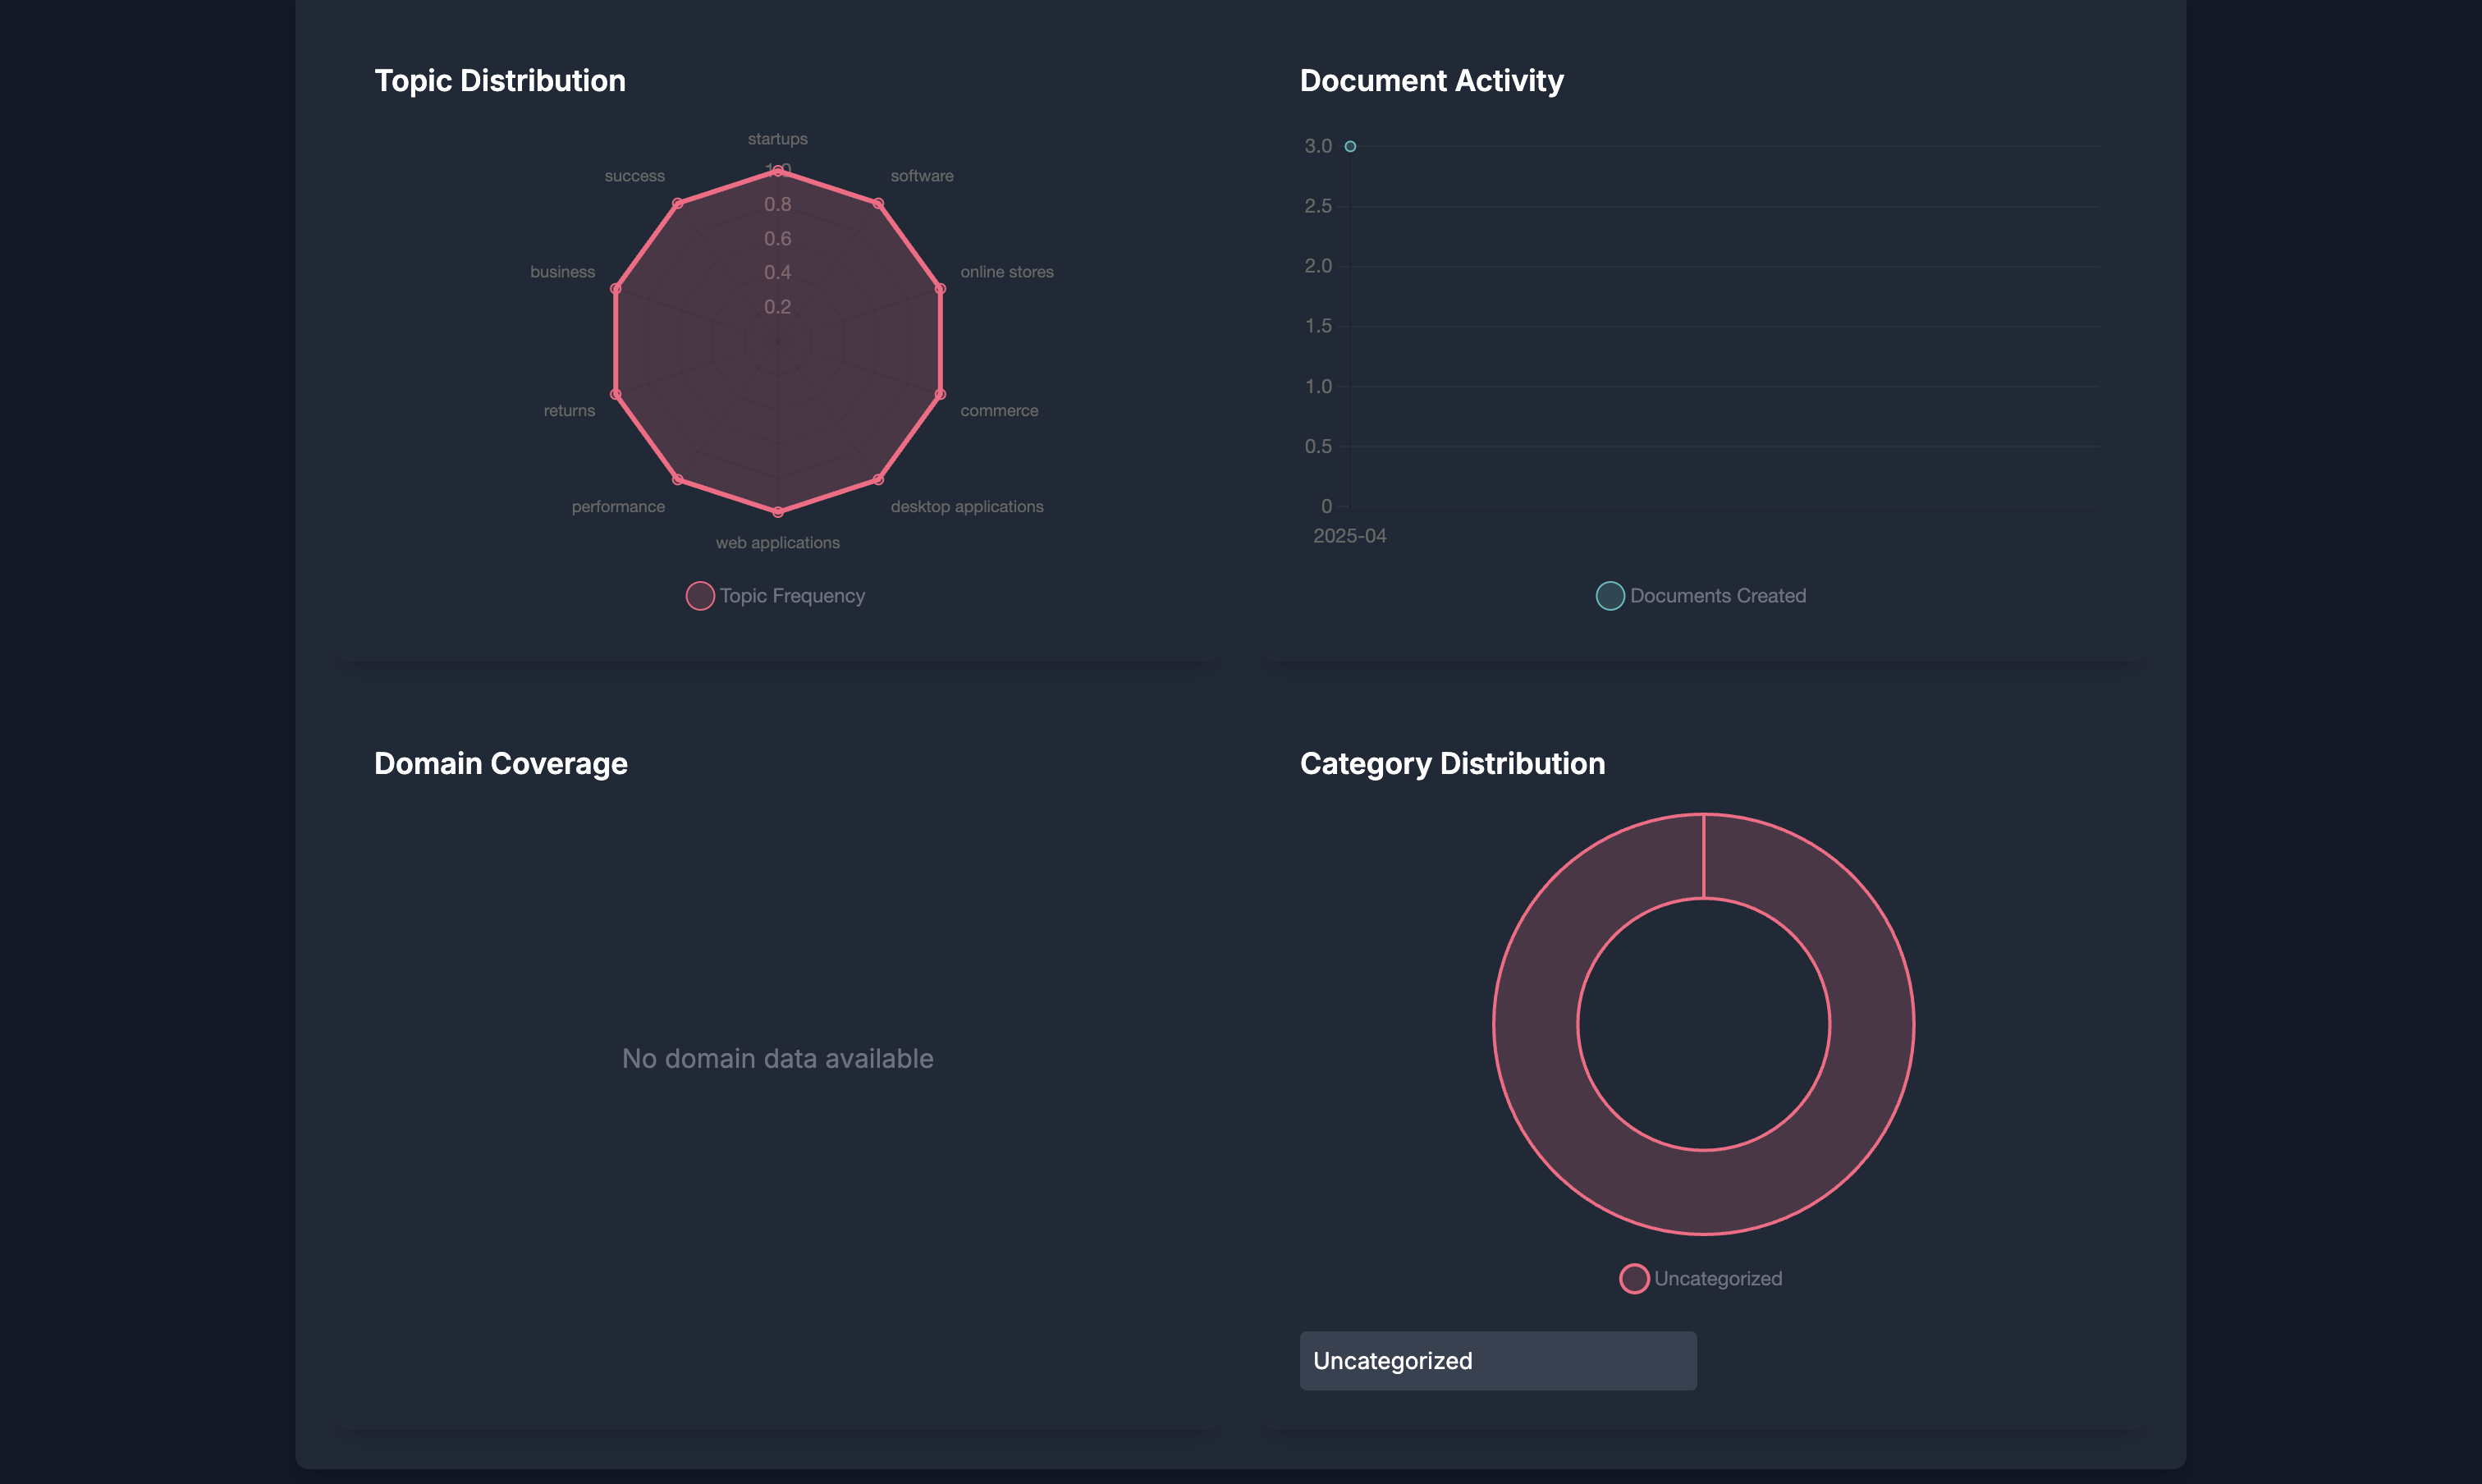 Topic Distribution
startups
success
software
1.0
0.8
0.6
0.4
0.2
business
online stores
returns
commerce
performance
desktop applications
web applications
Topic Frequency
Document Activity
3.0
2.5
2.0
1.5
1.0
0.5
0
2025-04
Documents Created
Domain Coverage
No domain data available
Category Distribution
Uncategorized
Uncategorized